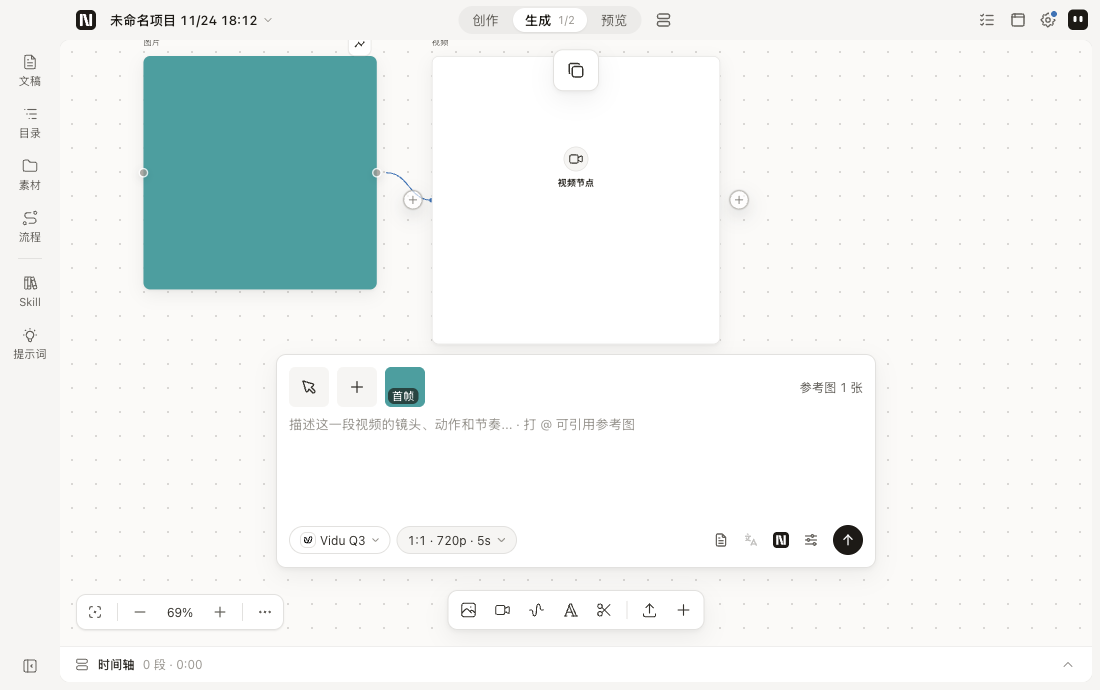 未命名项目 11/24 18:12
创作
生成 1/2
预览
文稿
目录
素材
流程
Skill
提示词
图片
视频
视频节点
首帧
参考图 1 张
描述这一段视频的镜头、动作和节奏... · 打 @ 可引用参考图
Vidu Q3
1:1 · 720p · 5s
69%
时间轴 0 段 · 0:00